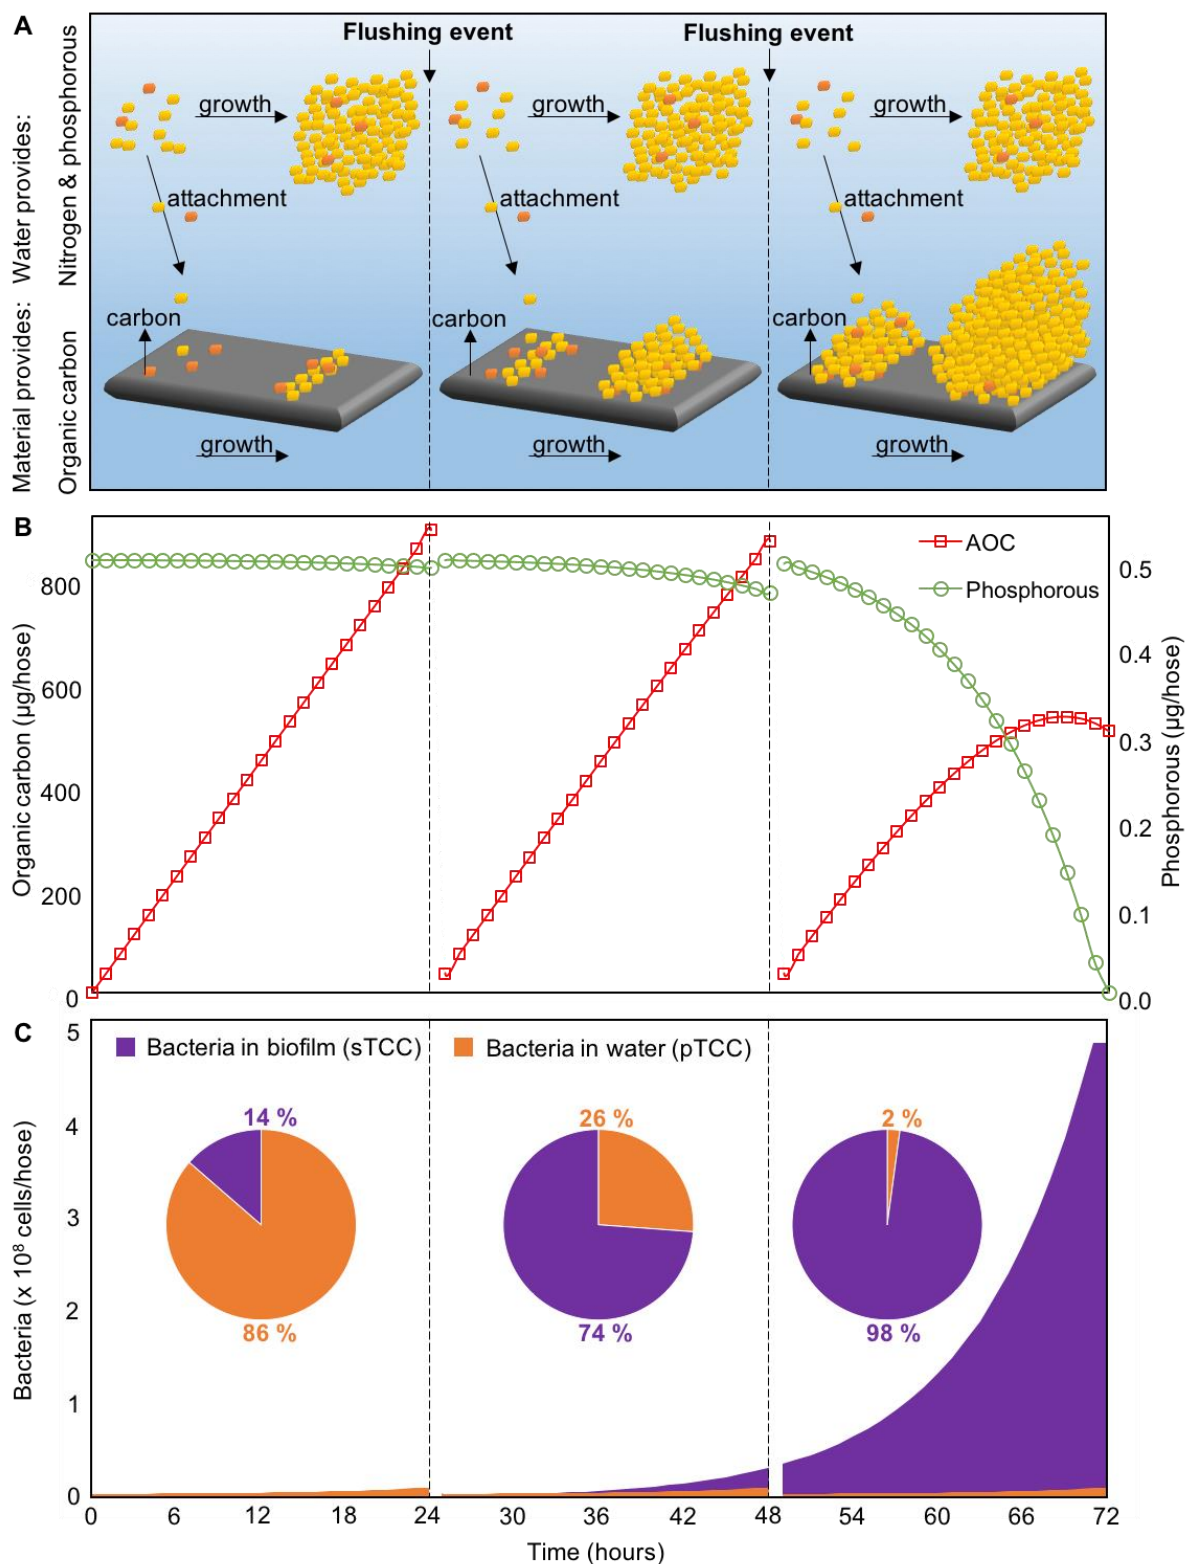 A
Flushing event
Flushing event
Water provides:
Nitrogen & phosphorous
Material provides:
Organic carbon
growth
growth
growth
attachment
attachment
attachment
carbon
carbon
carbon
growth
growth
growth
B
AOC
Phosphorous
Organic carbon (µg/hose)
800
600
400
200
0
Phosphorous (µg/hose)
0.5
0.4
0.3
0.2
0.1
0.0
C
Bacteria in biofilm (sTCC)
Bacteria in water (pTCC)
Bacteria (x 10⁸ cells/hose)
5
4
3
2
1
0
14 %
86 %
26 %
74 %
2 %
98 %
0 6 12 18 24 30 36 42 48 54 60 66 72
Time (hours)